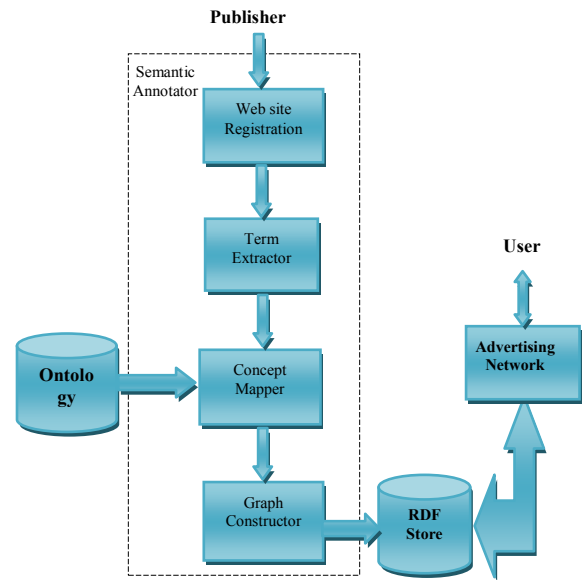 Publisher
Semantic
Annotator
Web site
Registration
Term
Extractor
User
Advertising
Network
Ontolo
gy
Concept
Mapper
Graph
Constructor
RDF
Store